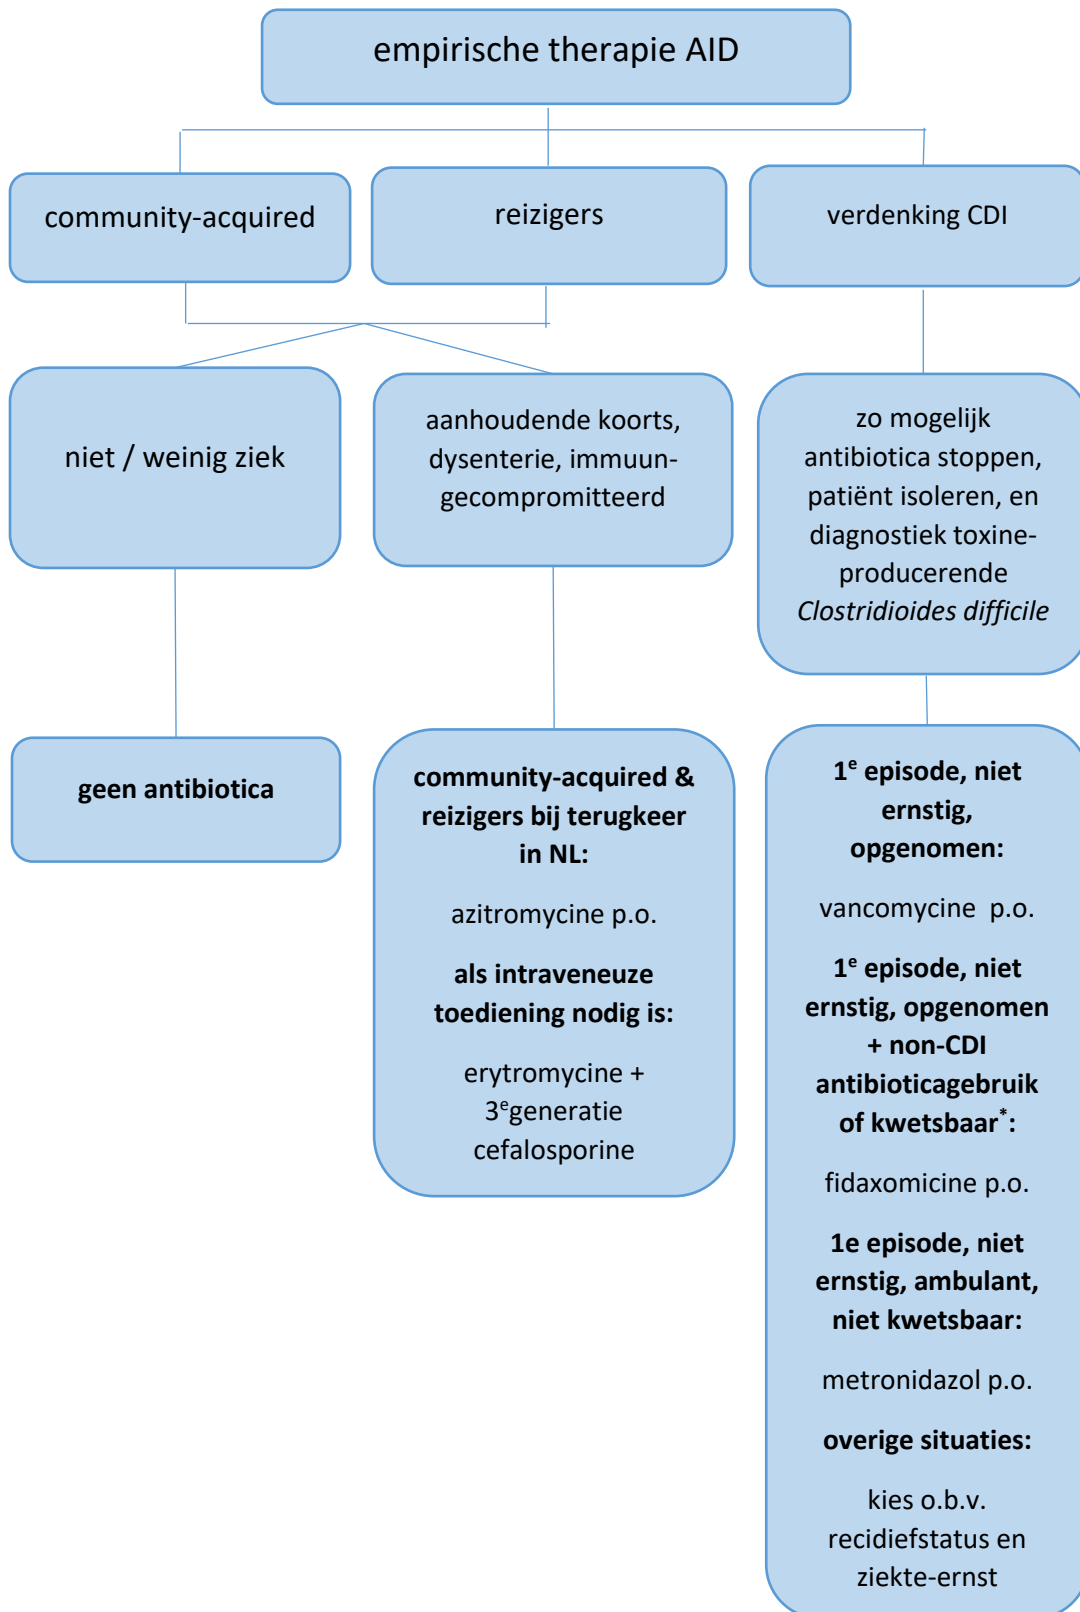 empirische therapie AID
community-acquired
reizigers
verdenking CDI
niet / weinig ziek
aanhoudende koorts,
dysenterie, immuun-
gecompromitteerd
zo mogelijk
antibiotica stoppen,
patiënt isoleren, en
diagnostiek toxine-
producerende
Clostridioides difficile
geen antibiotica
community-acquired &
reizigers bij terugkeer
in NL:
azitromycine p.o.
als intraveneuze
toediening nodig is:
erytromycine +
3ᵉgeneratie
cefalosporine
1ᵉ episode, niet
ernstig,
opgenomen:
vancomycine  p.o.
1ᵉ episode, niet
ernstig, opgenomen
+ non-CDI
antibioticagebruik
of kwetsbaar*:
fidaxomicine p.o.
1e episode, niet
ernstig, ambulant,
niet kwetsbaar:
metronidazol p.o.
overige situaties:
kies o.b.v.
recidiefstatus en
ziekte-ernst